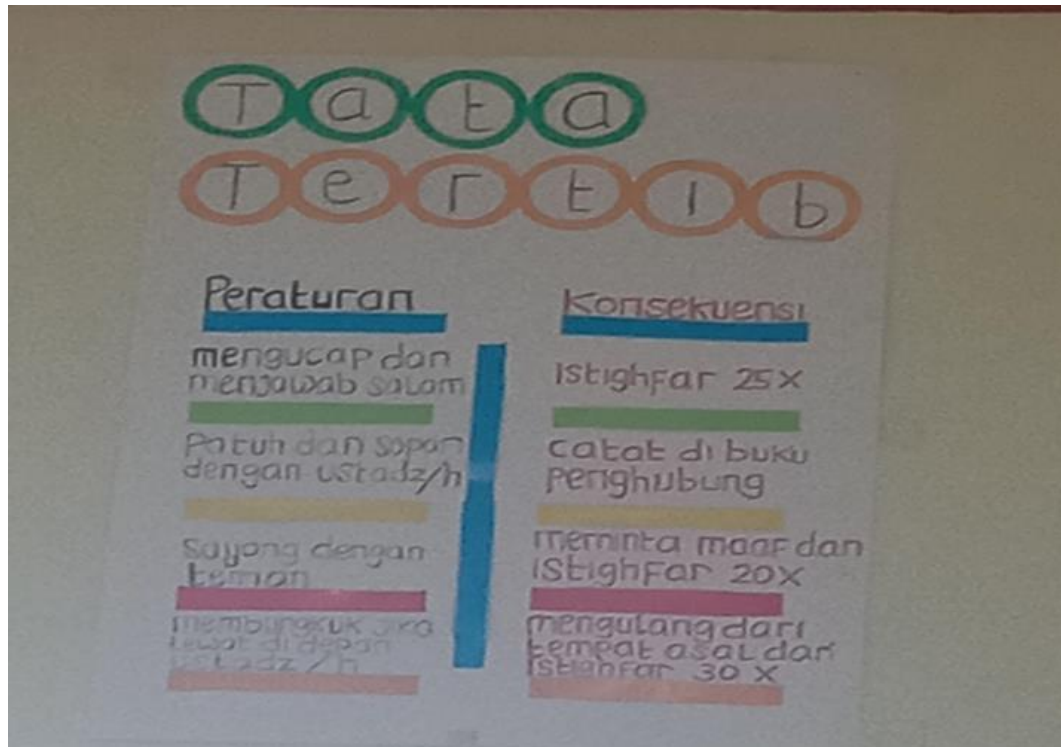 Tata
Tertib
Peraturan
mengucap dan
menjawab salam
Patuh dan sopan
dengan ustadz/h
Sayang dengan
teman
membungkuk jika
lewat di depan
ustadz/h
Konsekuensi
istighfar 25x
catat di buku
penghubung
meminta maaf dan
istighfar 20x
mengulang dari
tempat asal dan
istighfar 30 x